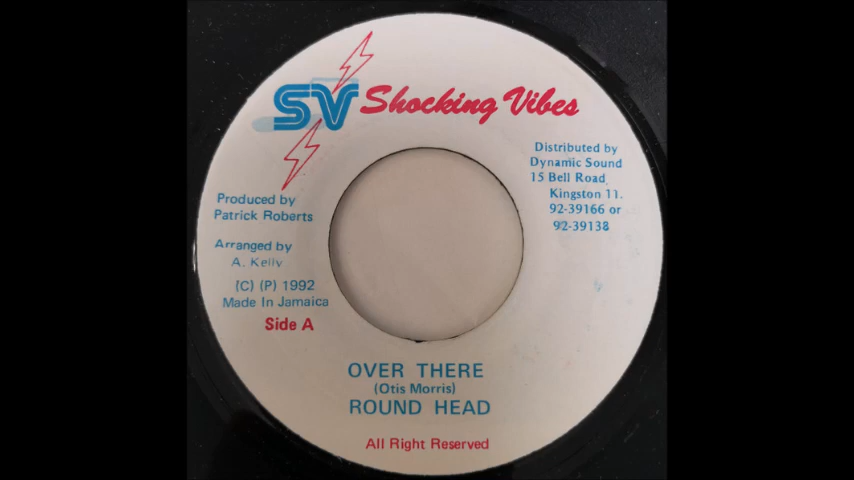 SV Shocking Vibes
Distributed by
Dynamic Sound
15 Bell Road,
Kingston 11.
92-39166 or
92-39138
Produced by
Patrick Roberts
Arranged by
A. Kelly
(C) (P) 1992
Made In Jamaica
Side A
OVER THERE
(Otis Morris)
ROUND HEAD
All Right Reserved